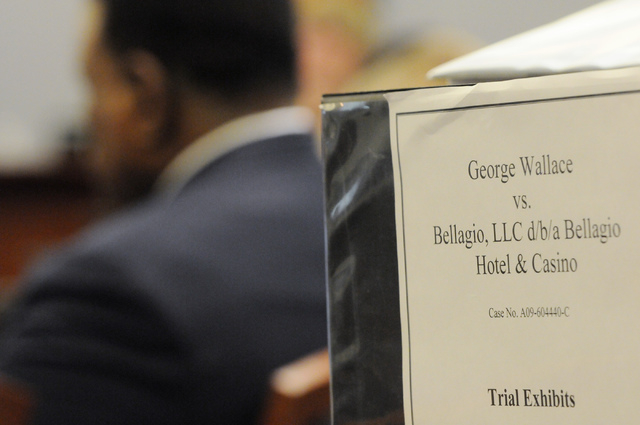 George Wallace
vs.
Bellagio, LLC d/b/a Bellagio
Hotel & Casino
Case No. A09-604440-C
Trial Exhibits